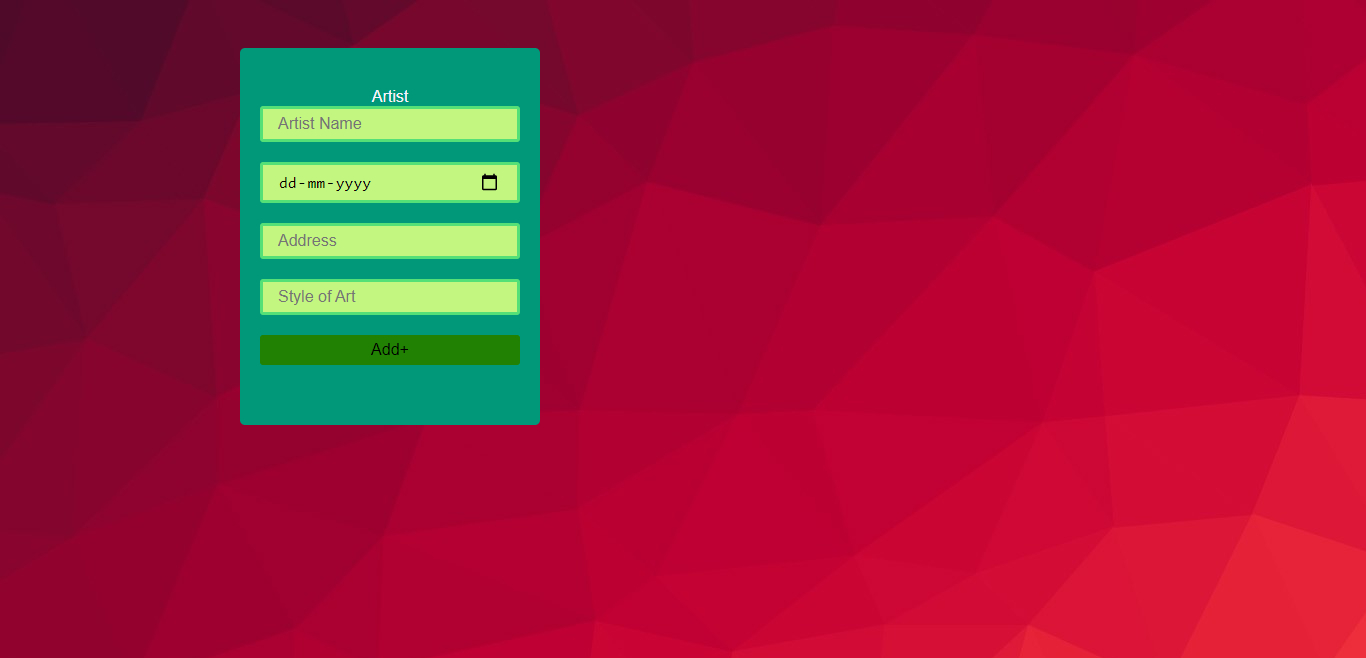 Artist
Artist Name
dd-mm-yyyy
Address
Style of Art
Add+